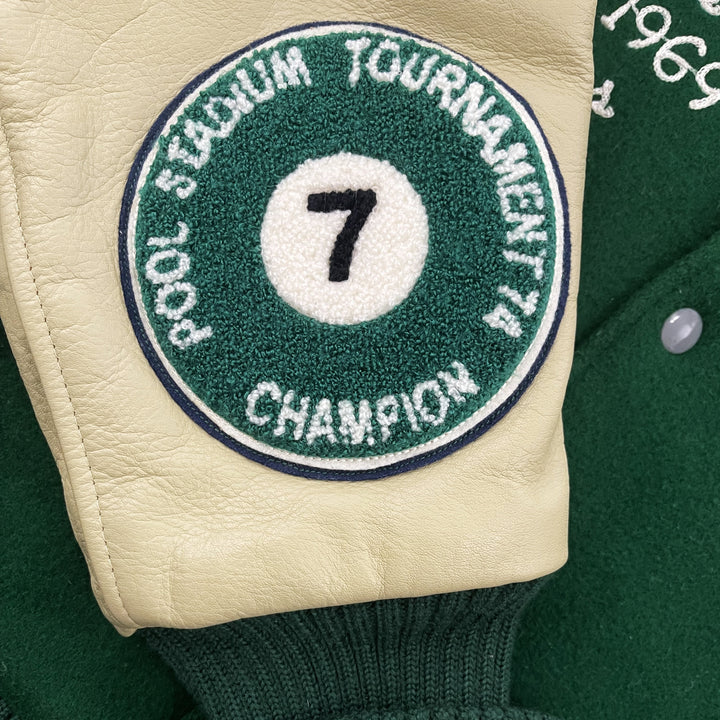 POOL STADIUM TOURNAMENT 74
7
CHAMPION
1969